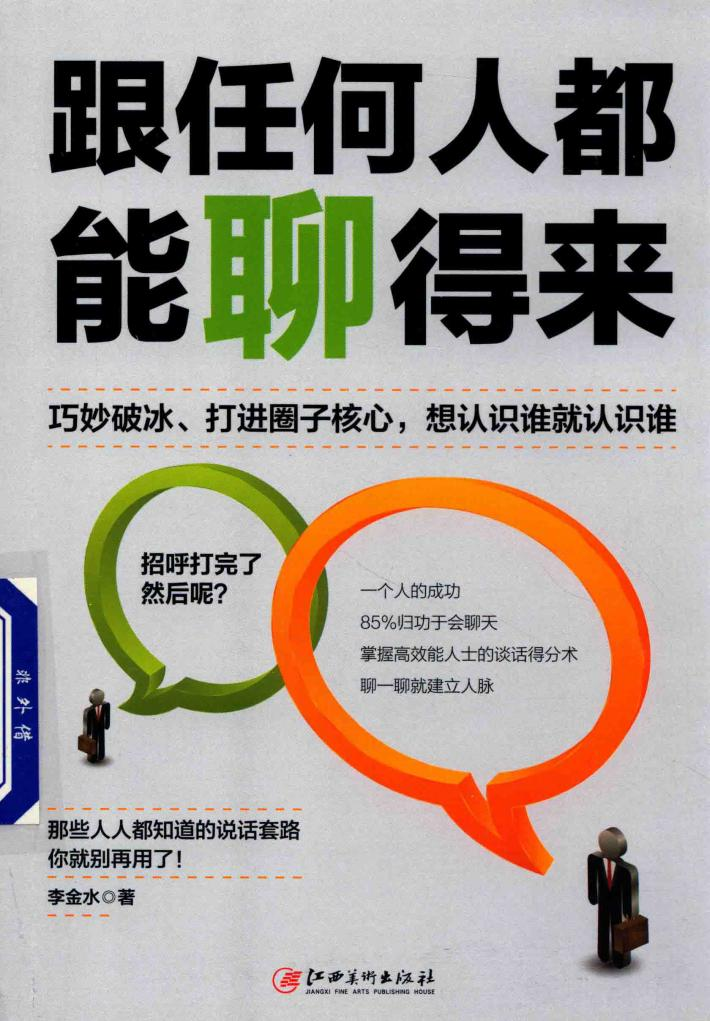 跟任何人都
能聊得来
巧妙破冰、打进圈子核心，想认识谁就认识谁
招呼打完了
然后呢？
一个人的成功
85%归功于会聊天
掌握高效能人士的谈话得分术
聊一聊就建立人脉
非外借
那些人人都知道的说话套路
你就别再用了！
李金水◎著
江西美术出版社
JIANGXI FINE ARTS PUBLISHING HOUSE